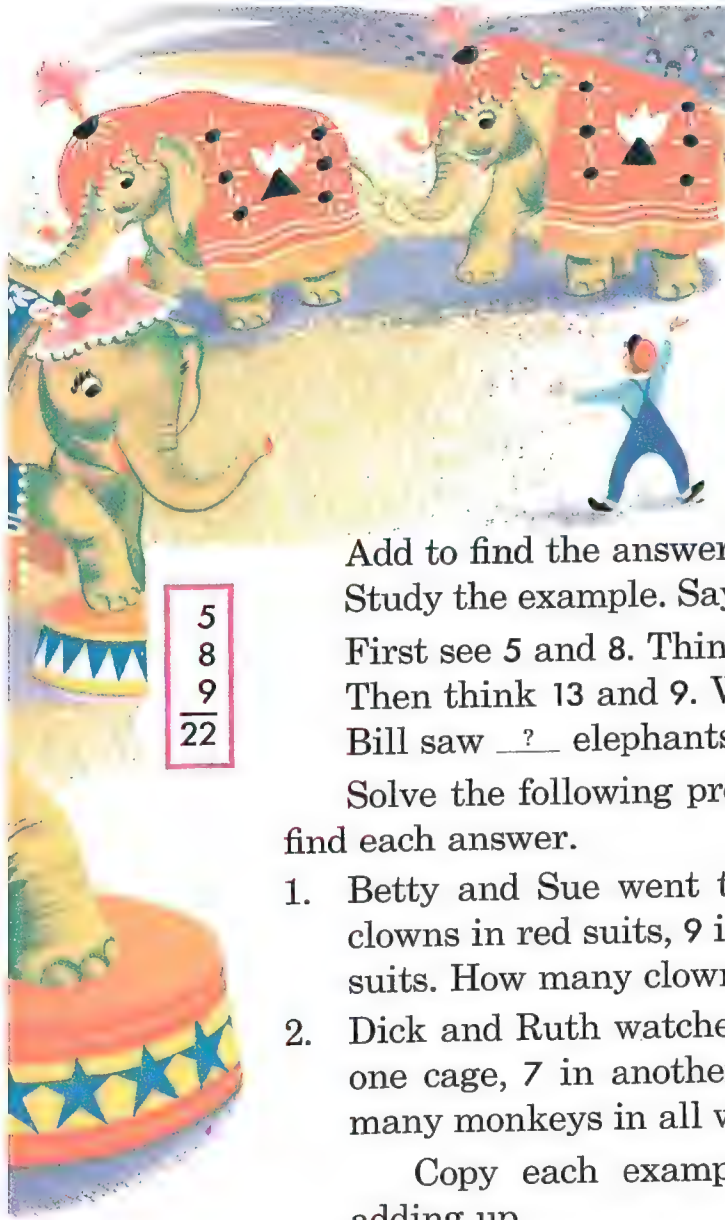 Add to find the answer
Study the example. Say
First see 5 and 8. Thin
Then think 13 and 9.
Bill saw ? elephants
5
8
9
22
Solve the following pr
find each answer.
1. Betty and Sue went t
clowns in red suits, 9 i
suits. How many clown
2. Dick and Ruth watche
one cage, 7 in anothe
many monkeys in all w
Copy each examp
adding up